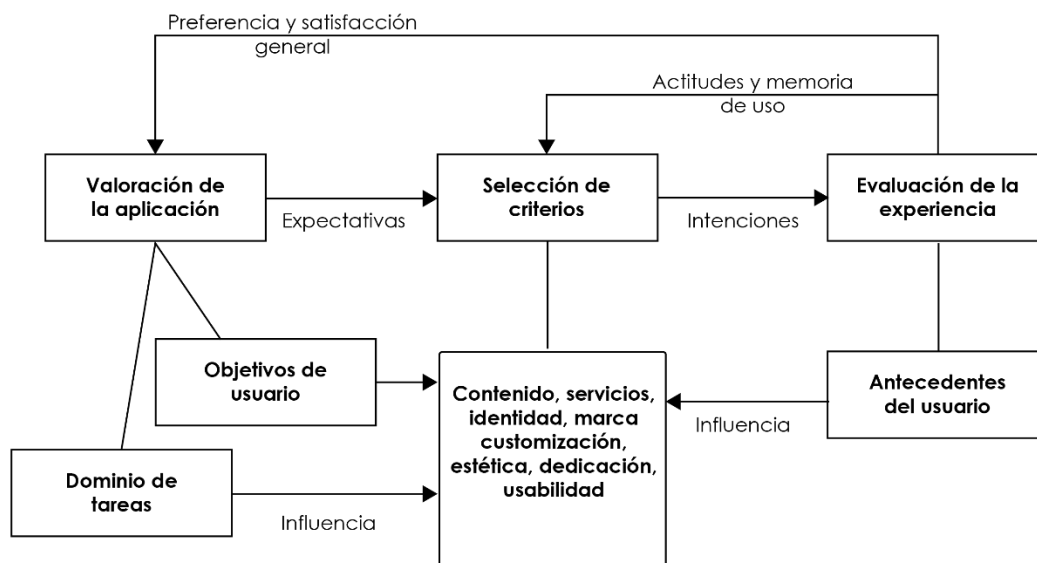 Preferencia y satisfacción
general
Actitudes y memoria
de uso
Valoración de
la aplicación
Expectativas
Selección de
criterios
Intenciones
Evaluación de la
experiencia
Objetivos de
usuario
Contenido, servicios,
identidad, marca
customización,
estética, dedicación,
usabilidad
Influencia
Antecedentes
del usuario
Dominio de
tareas
Influencia